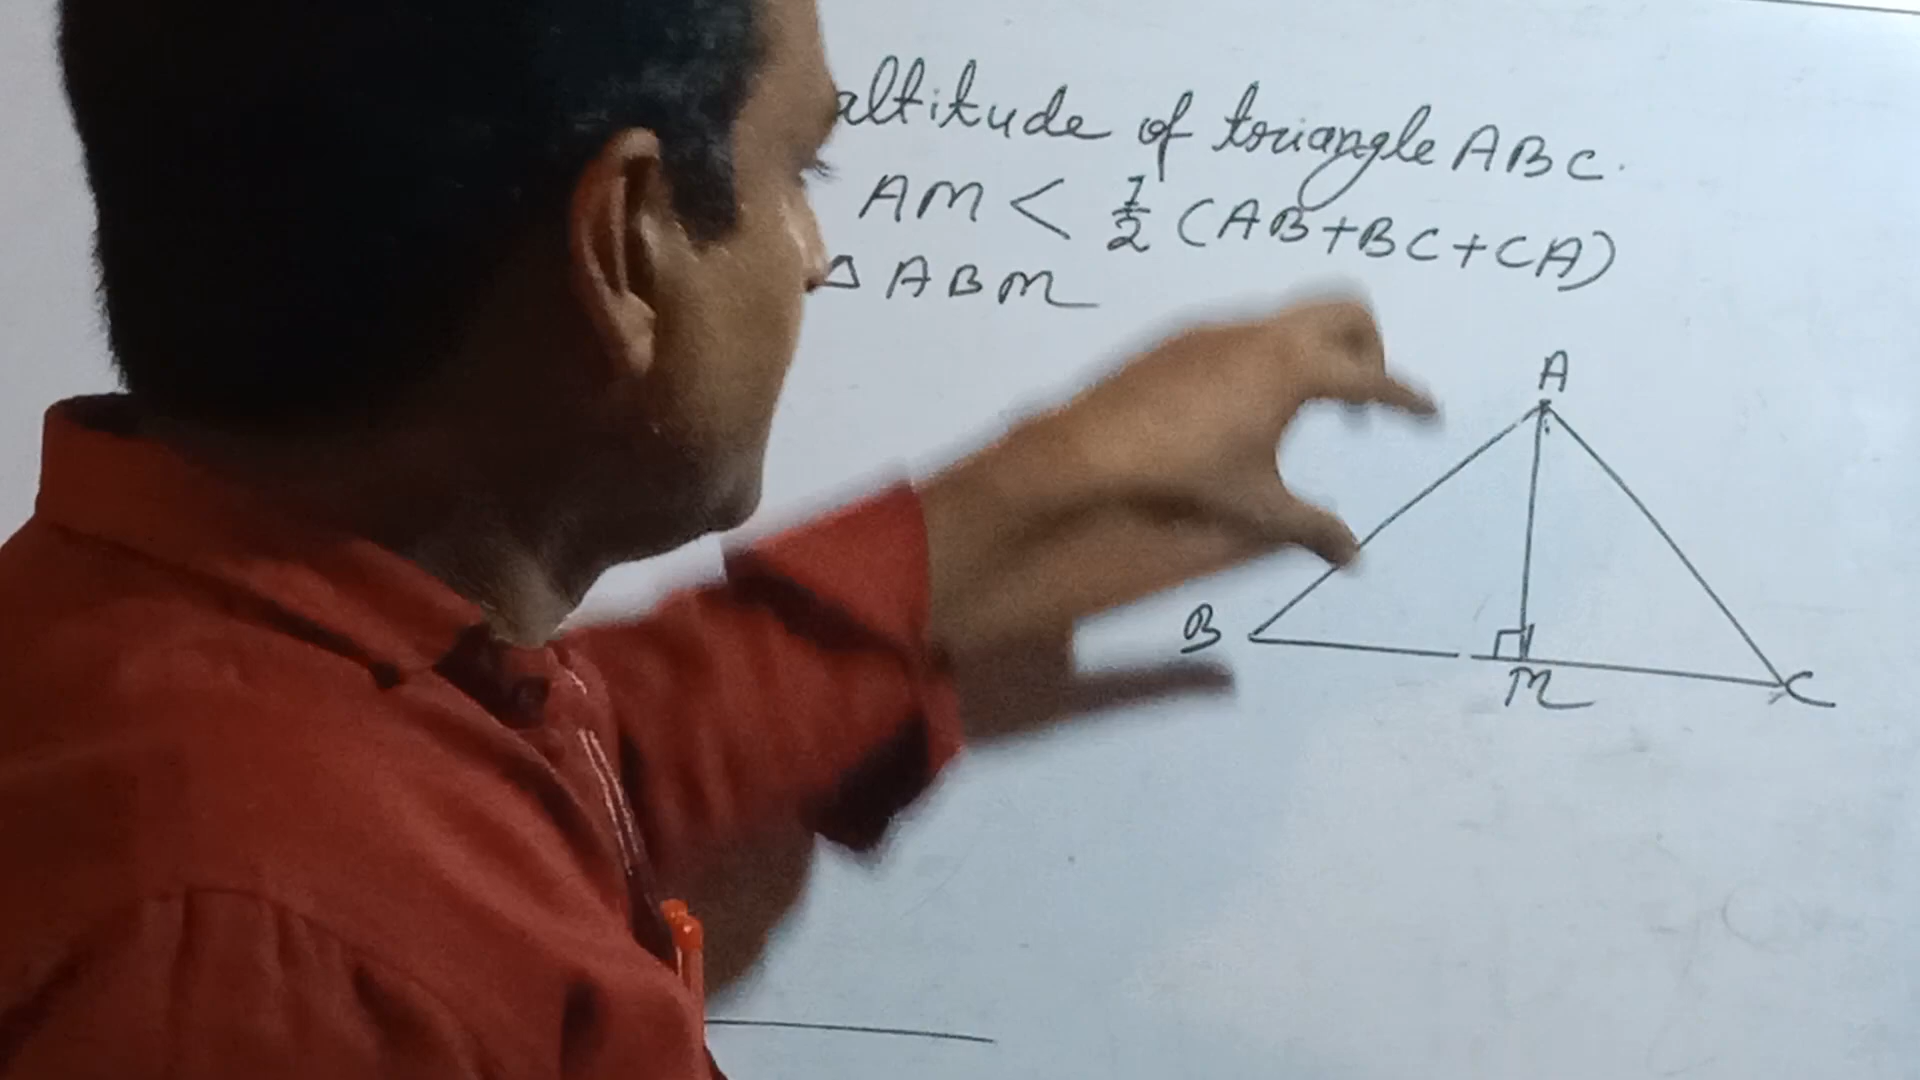 altitude of triangle ABC.
AM < 1/2 (AB+BC+CA)
△ ABM
A
B
M
C